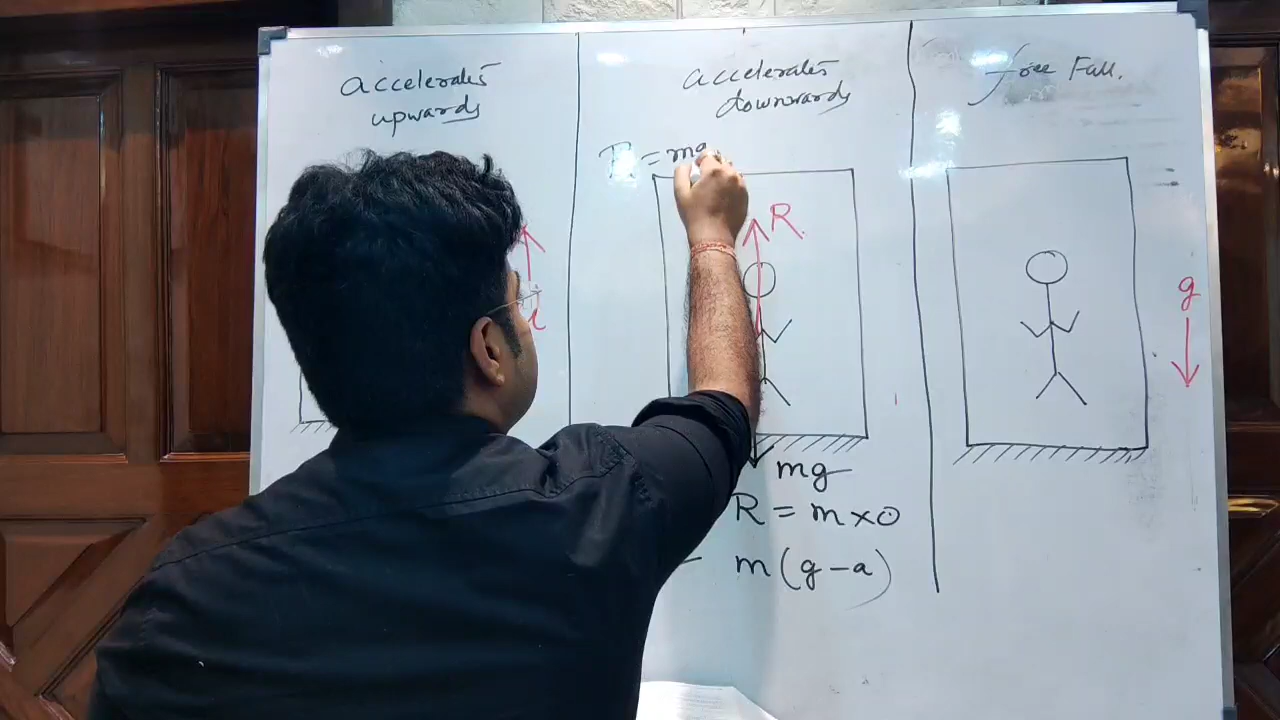 accelerates
upwards
accelerates
downwards
free Fall.
= mg
R.
g
mg
R = m×0
m(g-a)